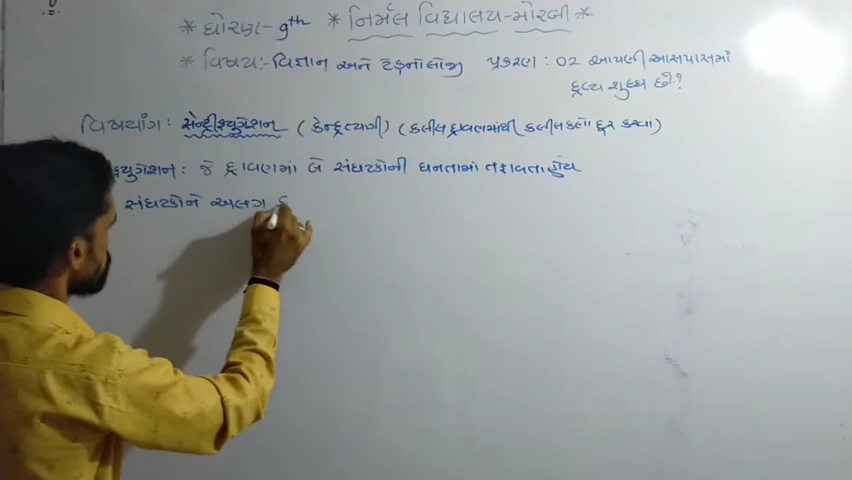 * ધોરણ- 9th * નિર્મલ વિદ્યાલય-મોરબી *
* વિષય:- વિજ્ઞાન અને ટેકનોલોજી પ્રકરણ : 02 આપણી આસપાસમાં
દ્રવ્ય શુદ્ધ છે?
વિષયાંગ : સેન્ટ્રીફ્યુગેશન (કેન્દ્રત્યાગી) (કલીલ દ્રાવણમાંથી કલીલકણો દુર કરવા)
ફ્યુગેશન : જે દ્રાવણમાં બે સંઘટકોની ઘનતામાં તફાવત હોય
સંઘટકોને અલગ